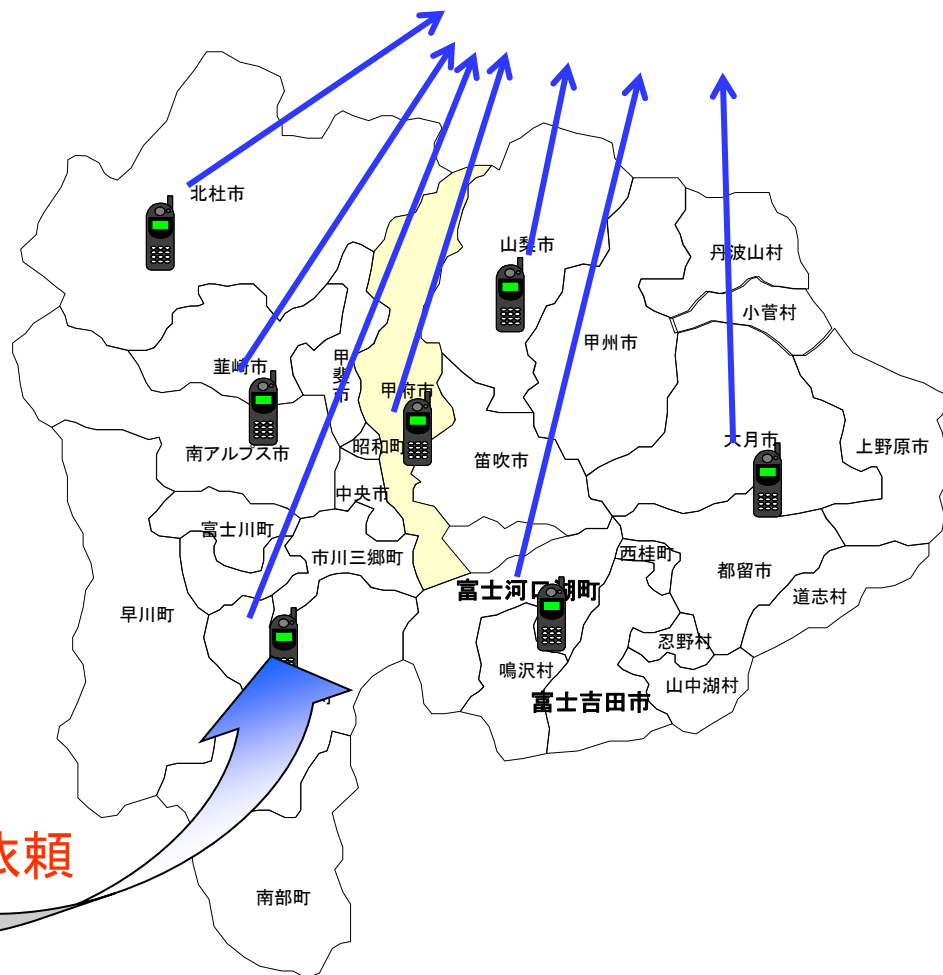 北杜市
山梨市
丹波山村
小菅村
甲州市
韮崎市
甲斐市
甲府市
大月市
上野原市
南アルプス市
昭和町
笛吹市
中央市
富士川町
市川三郷町
西桂町
都留市
富士河口湖町
道志村
早川町
忍野村
鳴沢村
山中湖村
町
富士吉田市
依頼
南部町